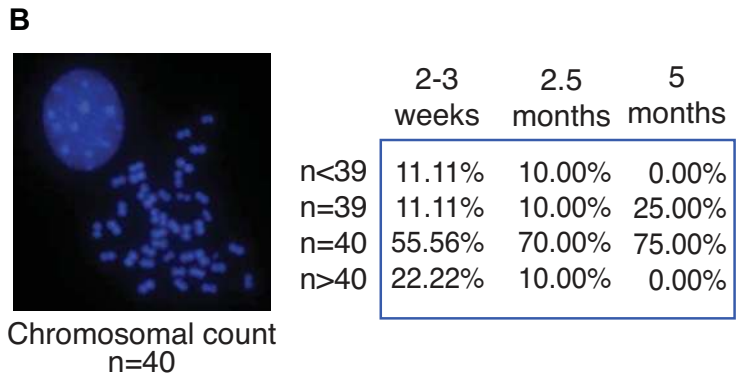 B
2-3 2.5 5
weeks months months
n<39 11.11% 10.00% 0.00%
n=39 11.11% 10.00% 25.00%
n=40 55.56% 70.00% 75.00%
n>40 22.22% 10.00% 0.00%
Chromosomal count
n=40